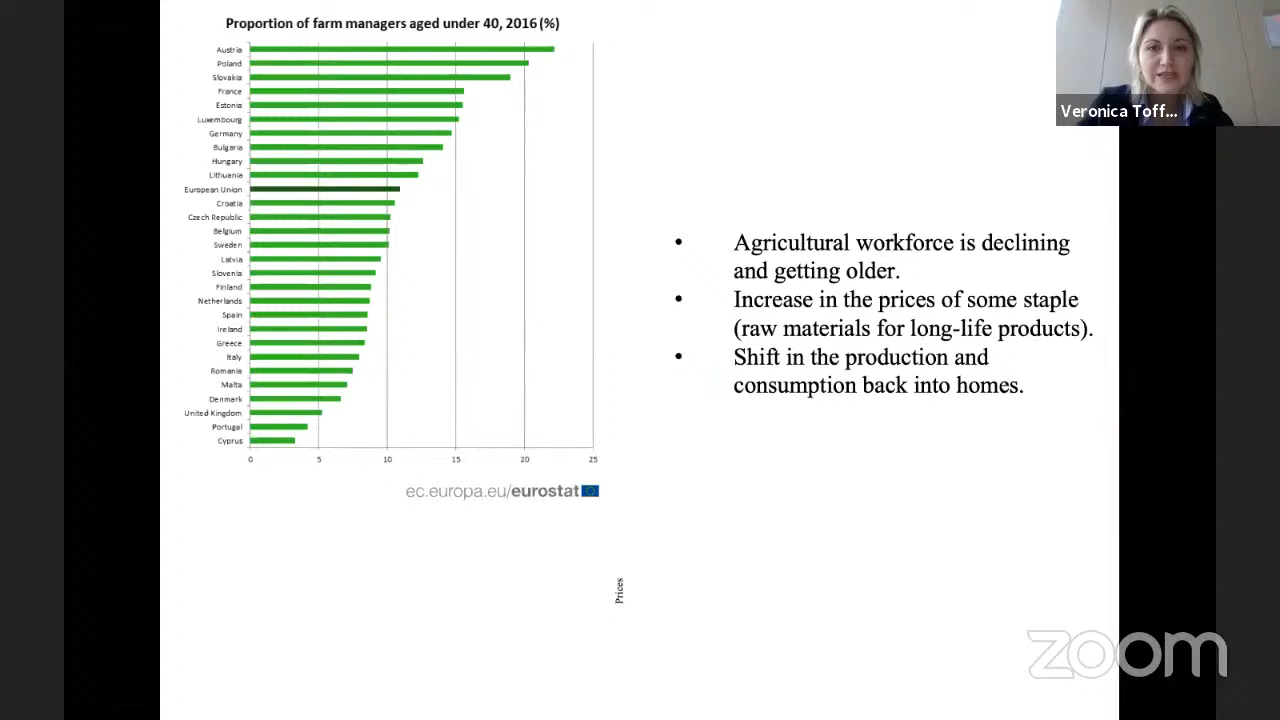 Proportion of farm managers aged under 40, 2016 (%)
Austria
Poland
Slovakia
France
Estonia
Luxembourg
Germany
Bulgaria
Hungary
Lithuania
European Union
Croatia
Czech Republic
Belgium
Sweden
Latvia
Slovenia
Finland
Netherlands
Spain
Ireland
Greece
Italy
Romania
Malta
Denmark
United Kingdom
Portugal
Cyprus
0 5 10 15 20 25
ec.europa.eu/eurostat
Prices
• Agricultural workforce is declining
and getting older.
• Increase in the prices of some staple
(raw materials for long-life products).
• Shift in the production and
consumption back into homes.
Veronica Toff...
zoom